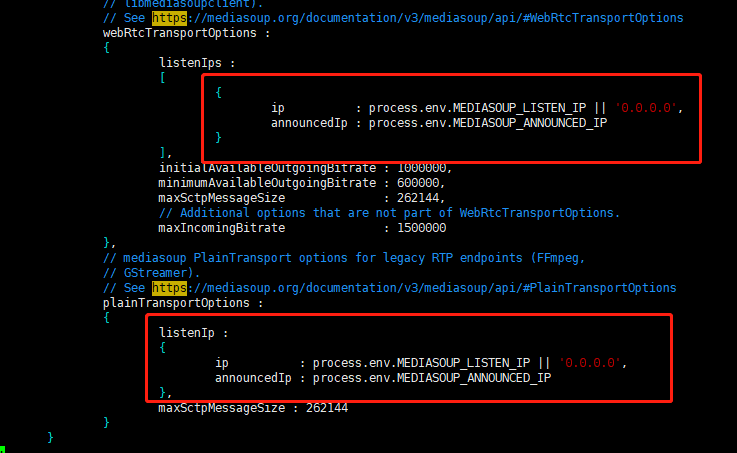 // libmediasoupclient).
// See https://mediasoup.org/documentation/v3/mediasoup/api/#WebRtcTransportOptions
webRtcTransportOptions :
{
listenIps :
[
{
ip : process.env.MEDIASOUP_LISTEN_IP || '0.0.0.0',
announcedIp : process.env.MEDIASOUP_ANNOUNCED_IP
}
],
initialAvailableOutgoingBitrate : 1000000,
minimumAvailableOutgoingBitrate : 600000,
maxSctpMessageSize : 262144,
// Additional options that are not part of WebRtcTransportOptions.
maxIncomingBitrate : 1500000
},
// mediasoup PlainTransport options for legacy RTP endpoints (FFmpeg,
// GStreamer).
// See https://mediasoup.org/documentation/v3/mediasoup/api/#PlainTransportOptions
plainTransportOptions :
{
listenIp :
{
ip : process.env.MEDIASOUP_LISTEN_IP || '0.0.0.0',
announcedIp : process.env.MEDIASOUP_ANNOUNCED_IP
},
maxSctpMessageSize : 262144
}
}